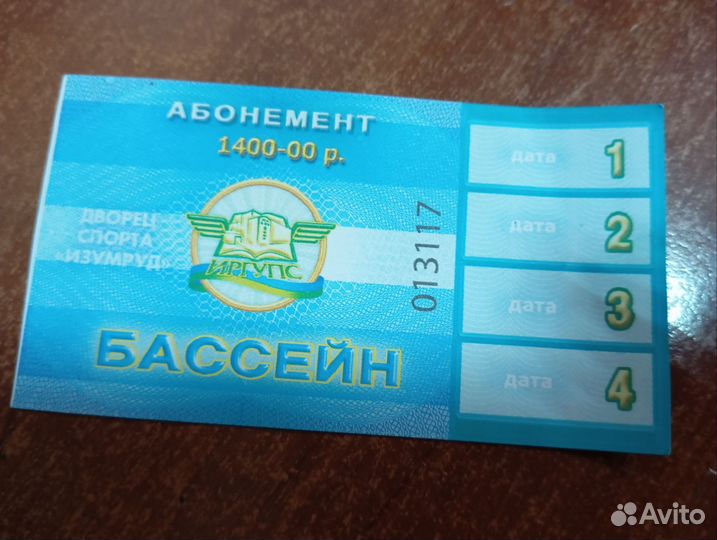 АБОНЕМЕНТ
1400-00 р.
ДВОРЕЦ
СПОРТА
«ИЗУМРУД»
ИРГУПС
013117
БАССЕЙН
дата 1
дата 2
дата 3
дата 4
Avito